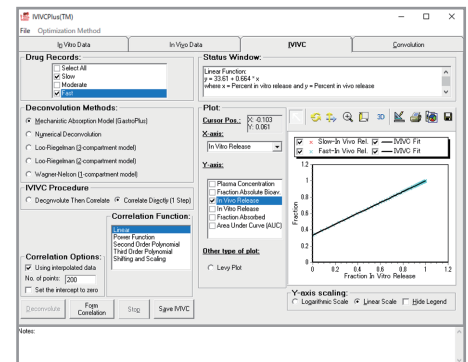 IVIVCPlus(TM)
File Optimization Method
In Vitro Data
In Vivo Data
IVIVC
Convolution
Drug Records:
Select All
Slow
Moderate
Fast
Deconvolution Methods:
Mechanistic Absorption Model (GastroPlus)
Numerical Deconvolution
Loo-Riegelman (2-compartment model)
Loo-Riegelman (3-compartment model)
Wagner-Nelson (1-compartment model)
IVIVC Procedure
Deconvolute Then Correlate
Correlate Directly (1 Step)
Correlation Function:
Linear
Power Function
Second Order Polynomial
Third Order Polynomial
Shifting and Scaling
Correlation Options:
Using interpolated data
No. of points: 200
Set the intercept to zero
Deconvolute
Form Correlation
Stop
Save IVIVC
Status Window:
Linear Function:
y = 33.61 + 0.664 * x
where x = Percent in vitro release and y = Percent in vivo release
Plot:
Cursor Pos.: X: -0.103
Y: 0.061
X-axis:
In Vitro Release
Y-axis:
Plasma Concentration
Fraction Absolute Bioav.
In Vivo Release
In Vitro Release
Fraction Absorbed
Area Under Curve (AUC)
Other type of plot:
Levy Plot
3D
Slow-In Vivo Rel. IVIVC Fit
Fast-In Vivo Rel. IVIVC Fit
1.2
1
0.8
0.6
0.4
0.2
0
Fraction
0 0.2 0.4 0.6 0.8 1 1.2
Fraction In Vitro Release
Y-axis scaling:
Logarithmic Scale
Linear Scale
Hide Legend
Notes: